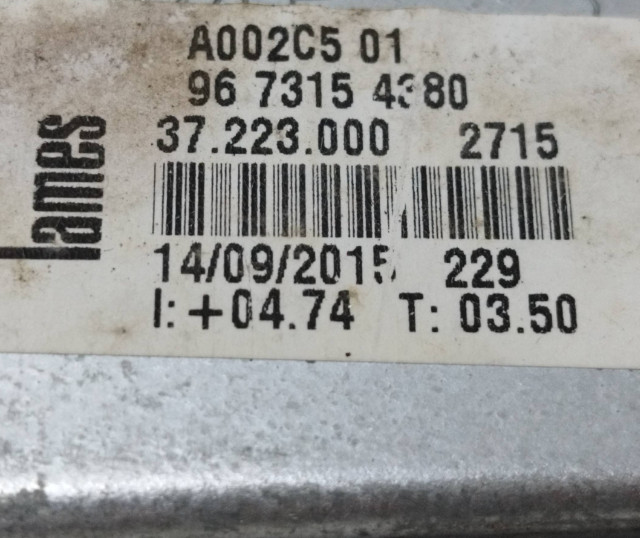 A002C5 01
96 7315 4380
37.223.000 2715
lames
14/09/2015 229
I: +04.74 T: 03.50